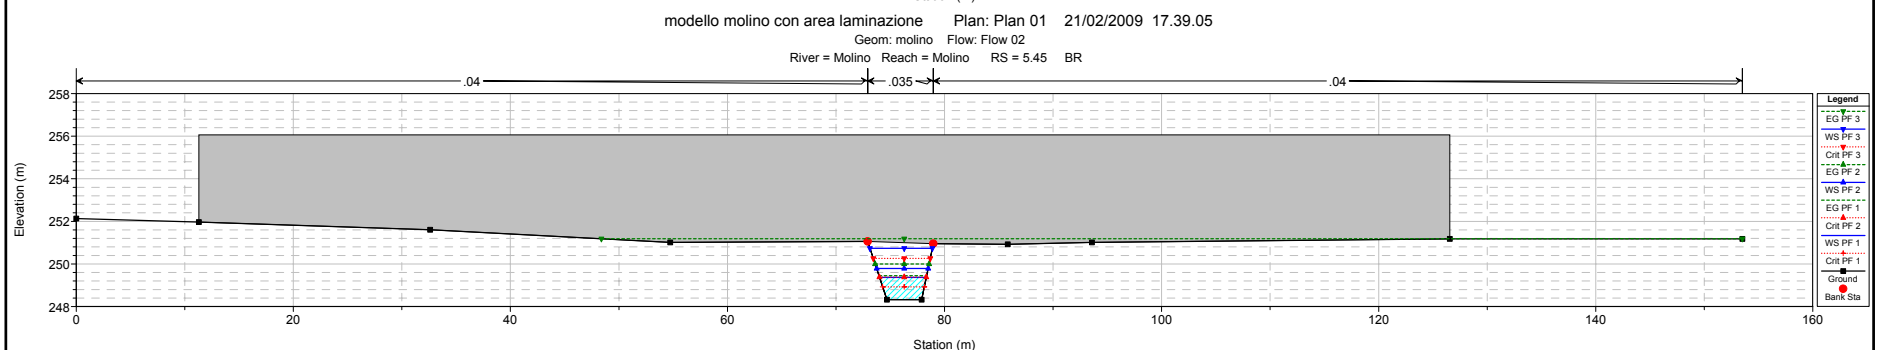 modello molino con area laminazione Plan: Plan 01 21/02/2009 17.39.05
Geom: molino Flow: Flow 02
River = Molino Reach = Molino RS = 5.45 BR
.04 .035 .04
258
256
254
252
250
248
Elevation (m)
0 20 40 60 80 100 120 140 160
Station (m)
Legend
EG PF 3
WS PF 3
Crit PF 3
EG PF 2
WS PF 2
EG PF 1
Crit PF 2
WS PF 1
Crit PF 1
Ground
Bank Sta